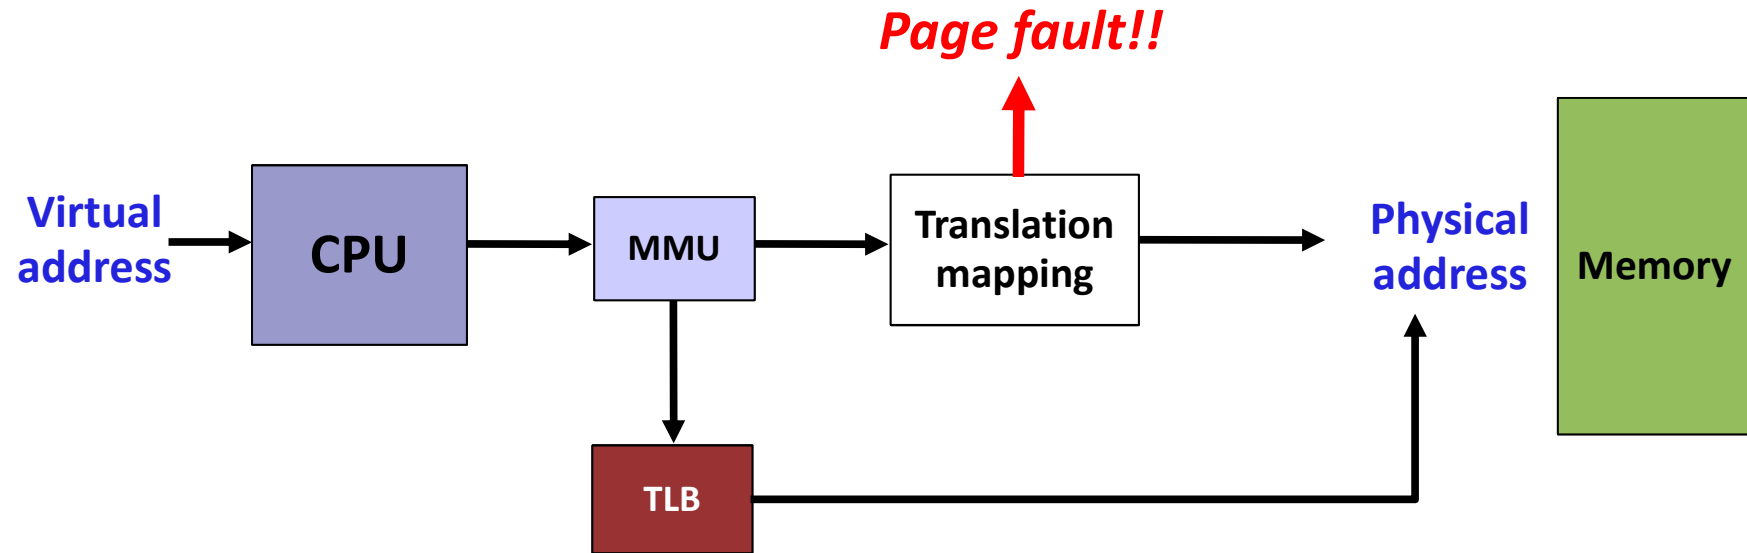 Page fault!!
Virtual
address
CPU
MMU
Translation
mapping
Physical
address
Memory
TLB